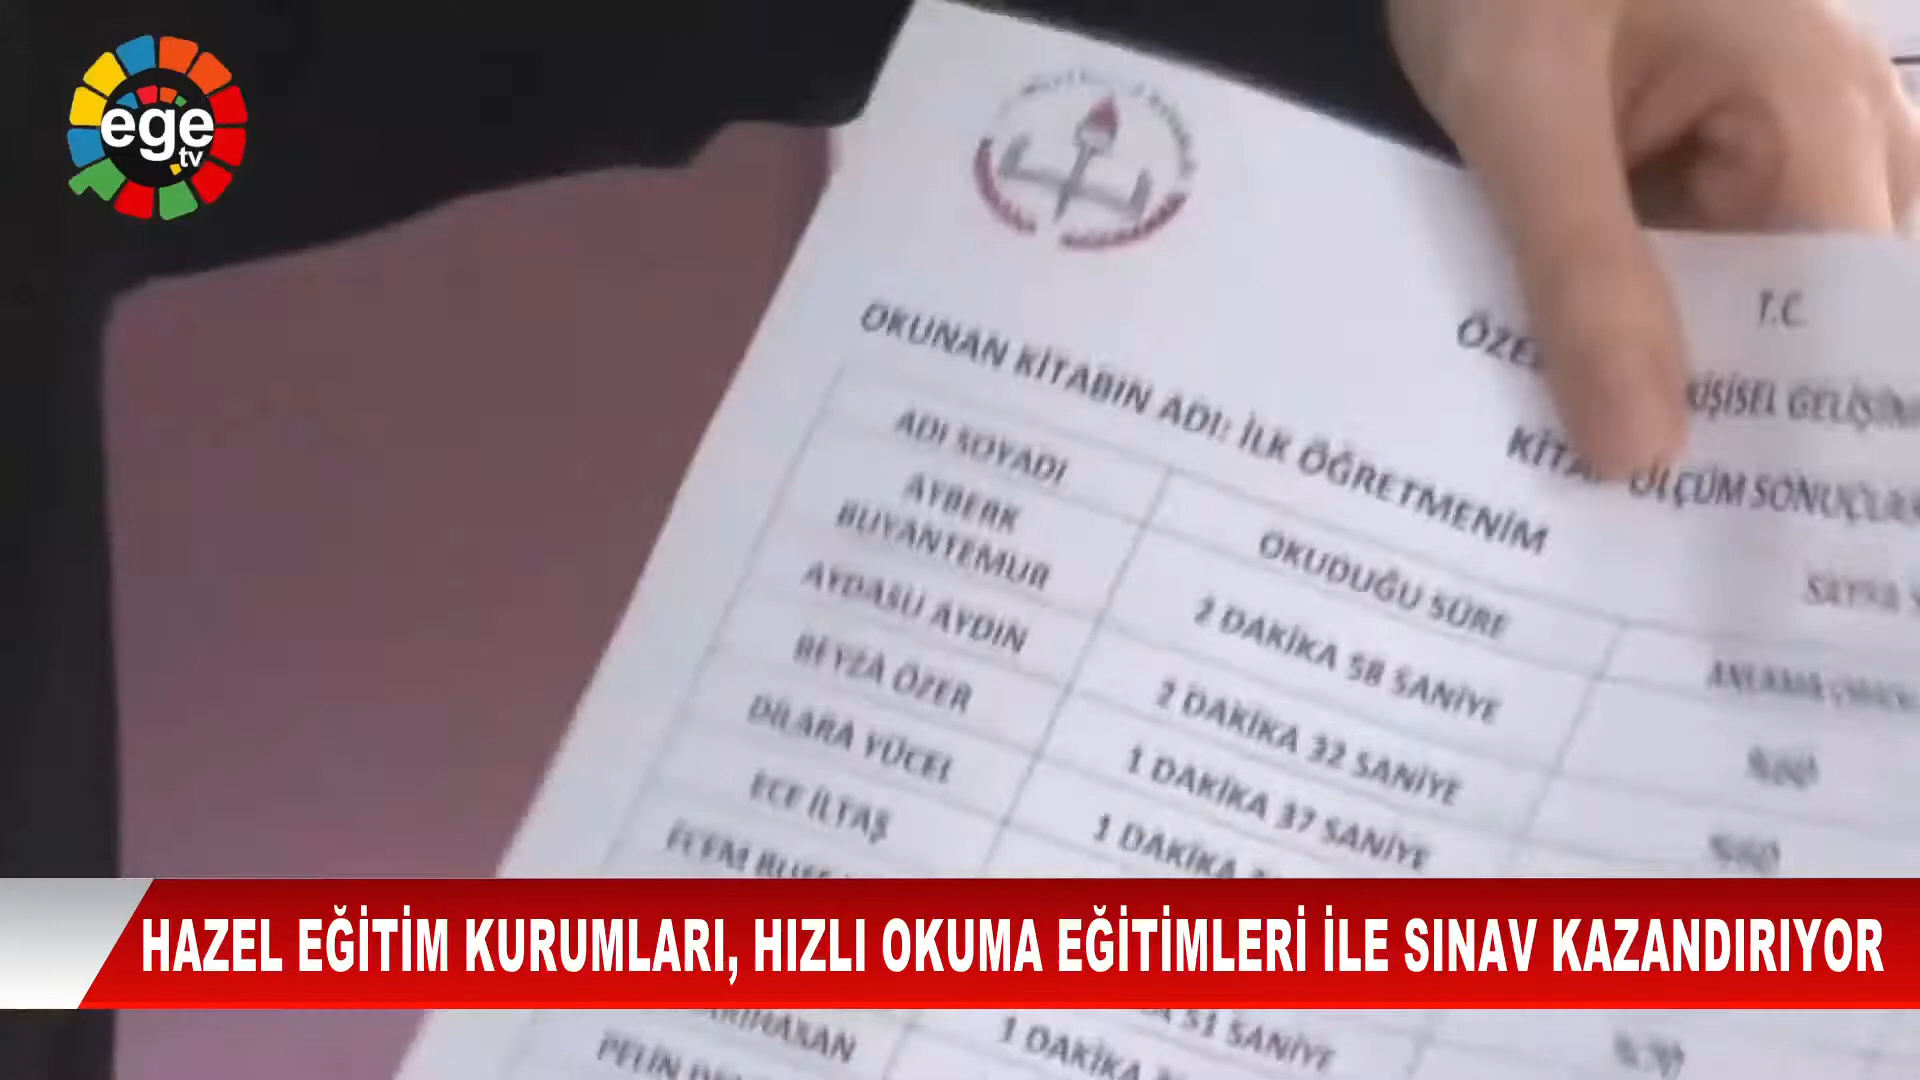 ege
tv
T.C.
KİŞİSEL GELİŞİM
ÖLÇÜM SONUÇLAR
OKUNAN KİTABIN ADI: İLK ÖĞRETMENİM
ADI SOYADI
OKUDUĞU SÜRE
AYBERK
BUYANTEMUR
2 DAKİKA 58 SANİYE
AYDASU AYDIN
2 DAKİKA 32 SANİYE
BEYZA ÖZER
1 DAKİKA 37 SANİYE
DİLARA YÜCEL
1 DAKİKA
ECE İLTAŞ
ECEM
HAZEL EĞİTİM KURUMLARI, HIZLI OKUMA EĞİTİMLERİ İLE SINAV KAZANDIRIYOR
51 SANİYE
PELİN
1 DAKİKA